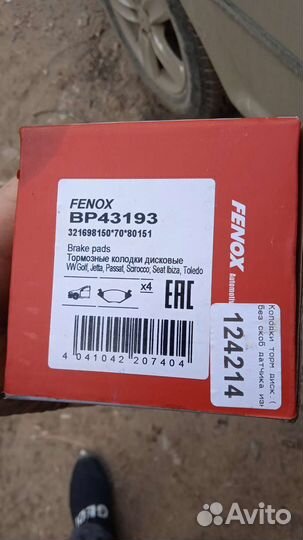 FENOX
BP43193
321698150*70*80151
Brake pads
Тормозные колодки дисковые
VW Golf, Jetta, Passat, Scirocco; Seat Ibiza, Toledo
x4
EAC
4 041042 207404
FENOX
Automotive
Колодки торм диск. (
без скоб датчика изн
124214
Avito